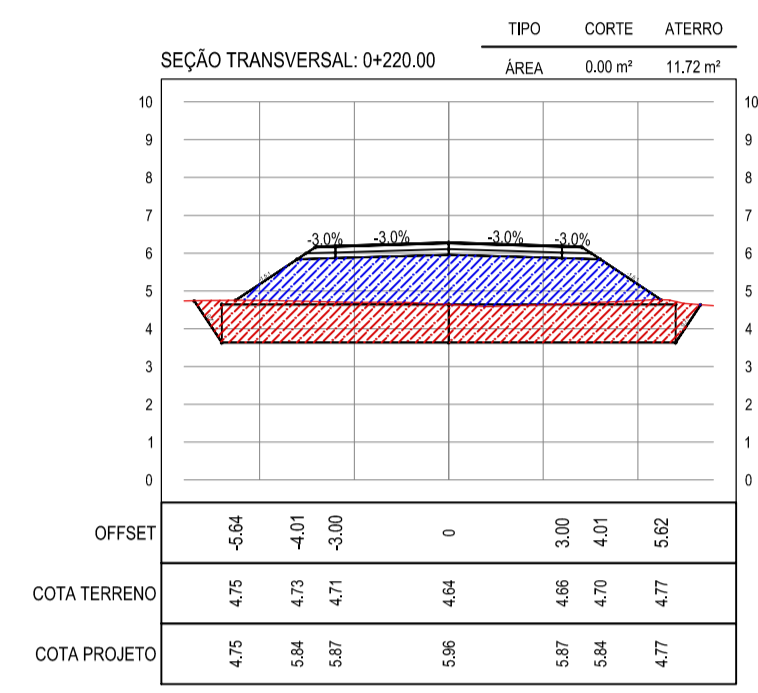 TIPO CORTE ATERRO
SEÇÃO TRANSVERSAL: 0+220.00
ÁREA 0.00 m² 11.72 m²
10 10
9 9
8 8
7 7
-3.0% -3.0% -3.0% -3.0%
6 6
5 5
4 4
3 3
2 2
1 1
0 0
OFFSET -5.64 -4.01 -3.00 0 3.00 4.01 5.62
COTA TERRENO 4.75 4.73 4.71 4.64 4.66 4.70 4.77
COTA PROJETO 4.75 5.84 5.87 5.96 5.87 5.84 4.77